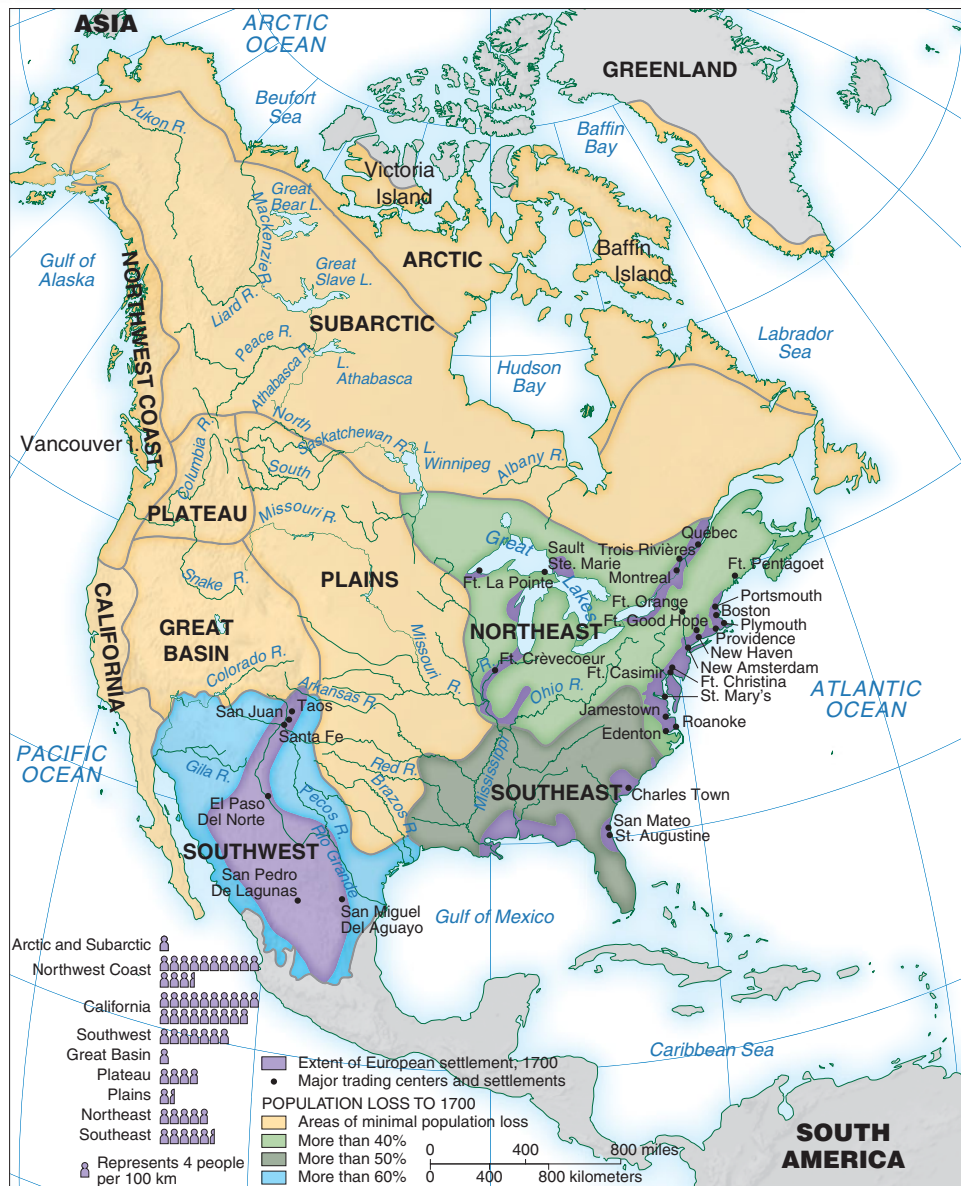 ASIA
ARCTIC
OCEAN
GREENLAND
Beufort
Sea
Baffin
Bay
Yukon R.
Victoria
Island
Great
Bear L.
Mackenzie R.
Baffin
Island
Gulf of
Alaska
ARCTIC
Great
Slave L.
Liard R.
NORTHWEST COAST
SUBARCTIC
Labrador
Sea
Peace R.
Athabasca R.
L.
Athabasca
Hudson
Bay
Vancouver I.
Columbia R.
North
Saskatchewan R.
South
L.
Winnipeg
Albany R.
PLATEAU
Missouri R.
Great
Lakes
Québec
Trois Rivières
Montreal
Sault
Ste. Marie
Ft. La Pointe
Ft. Pentagoet
Snake R.
PLAINS
Portsmouth
Boston
Plymouth
Providence
New Haven
New Amsterdam
Ft. Christina
St. Mary's
Ft. Orange
Ft. Good Hope
NORTHEAST
CALIFORNIA
GREAT
BASIN
Missouri R.
Ft. Crèvecoeur
R.
Ft. Casimir
Colorado R.
Ohio R.
ATLANTIC
OCEAN
Arkansas R.
San Juan
Taos
Santa Fe
Jamestown
Roanoke
Edenton
PACIFIC
OCEAN
Gila R.
Red R.
Mississippi
Pecos R.
Brazos R.
SOUTHEAST
Charles Town
El Paso
Del Norte
San Mateo
St. Augustine
Rio Grande
SOUTHWEST
San Pedro
De Lagunas
San Miguel
Del Aguayo
Gulf of Mexico
Caribbean Sea
SOUTH
AMERICA
Arctic and Subarctic
Northwest Coast
California
Southwest
Great Basin
Plateau
Plains
Northeast
Southeast
Represents 4 people
per 100 km
Extent of European settlement, 1700
Major trading centers and settlements
POPULATION LOSS TO 1700
Areas of minimal population loss
More than 40%
More than 50%
More than 60%
0 400 800 miles
0 400 800 kilometers